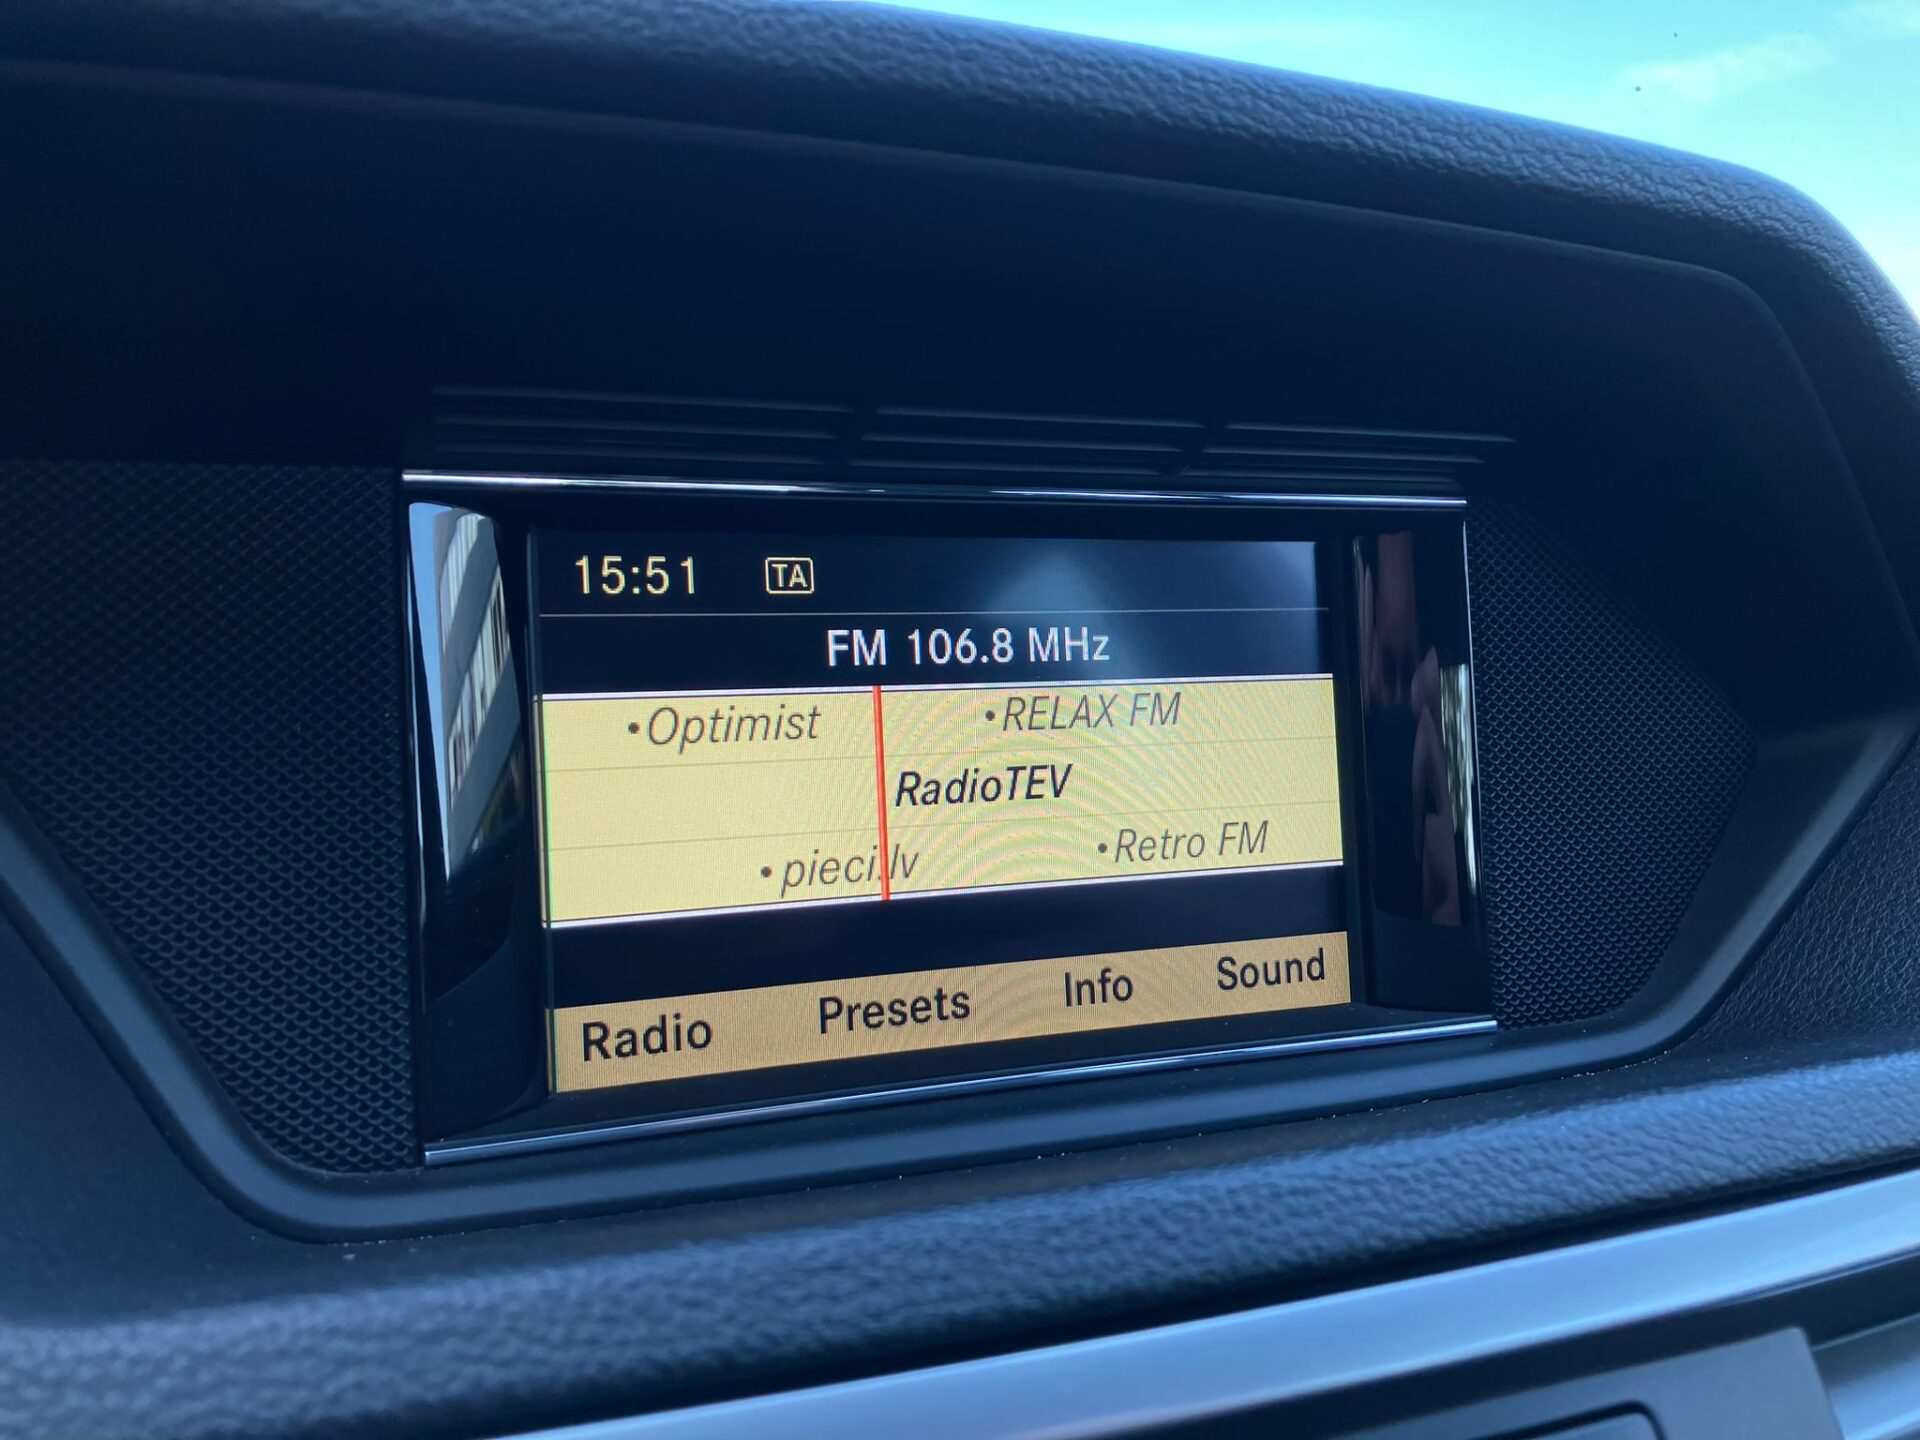 15:51 TA
FM 106.8 MHz
•Optimist •RELAX FM
RadioTEV
•pieci.lv •Retro FM
Radio Presets Info Sound